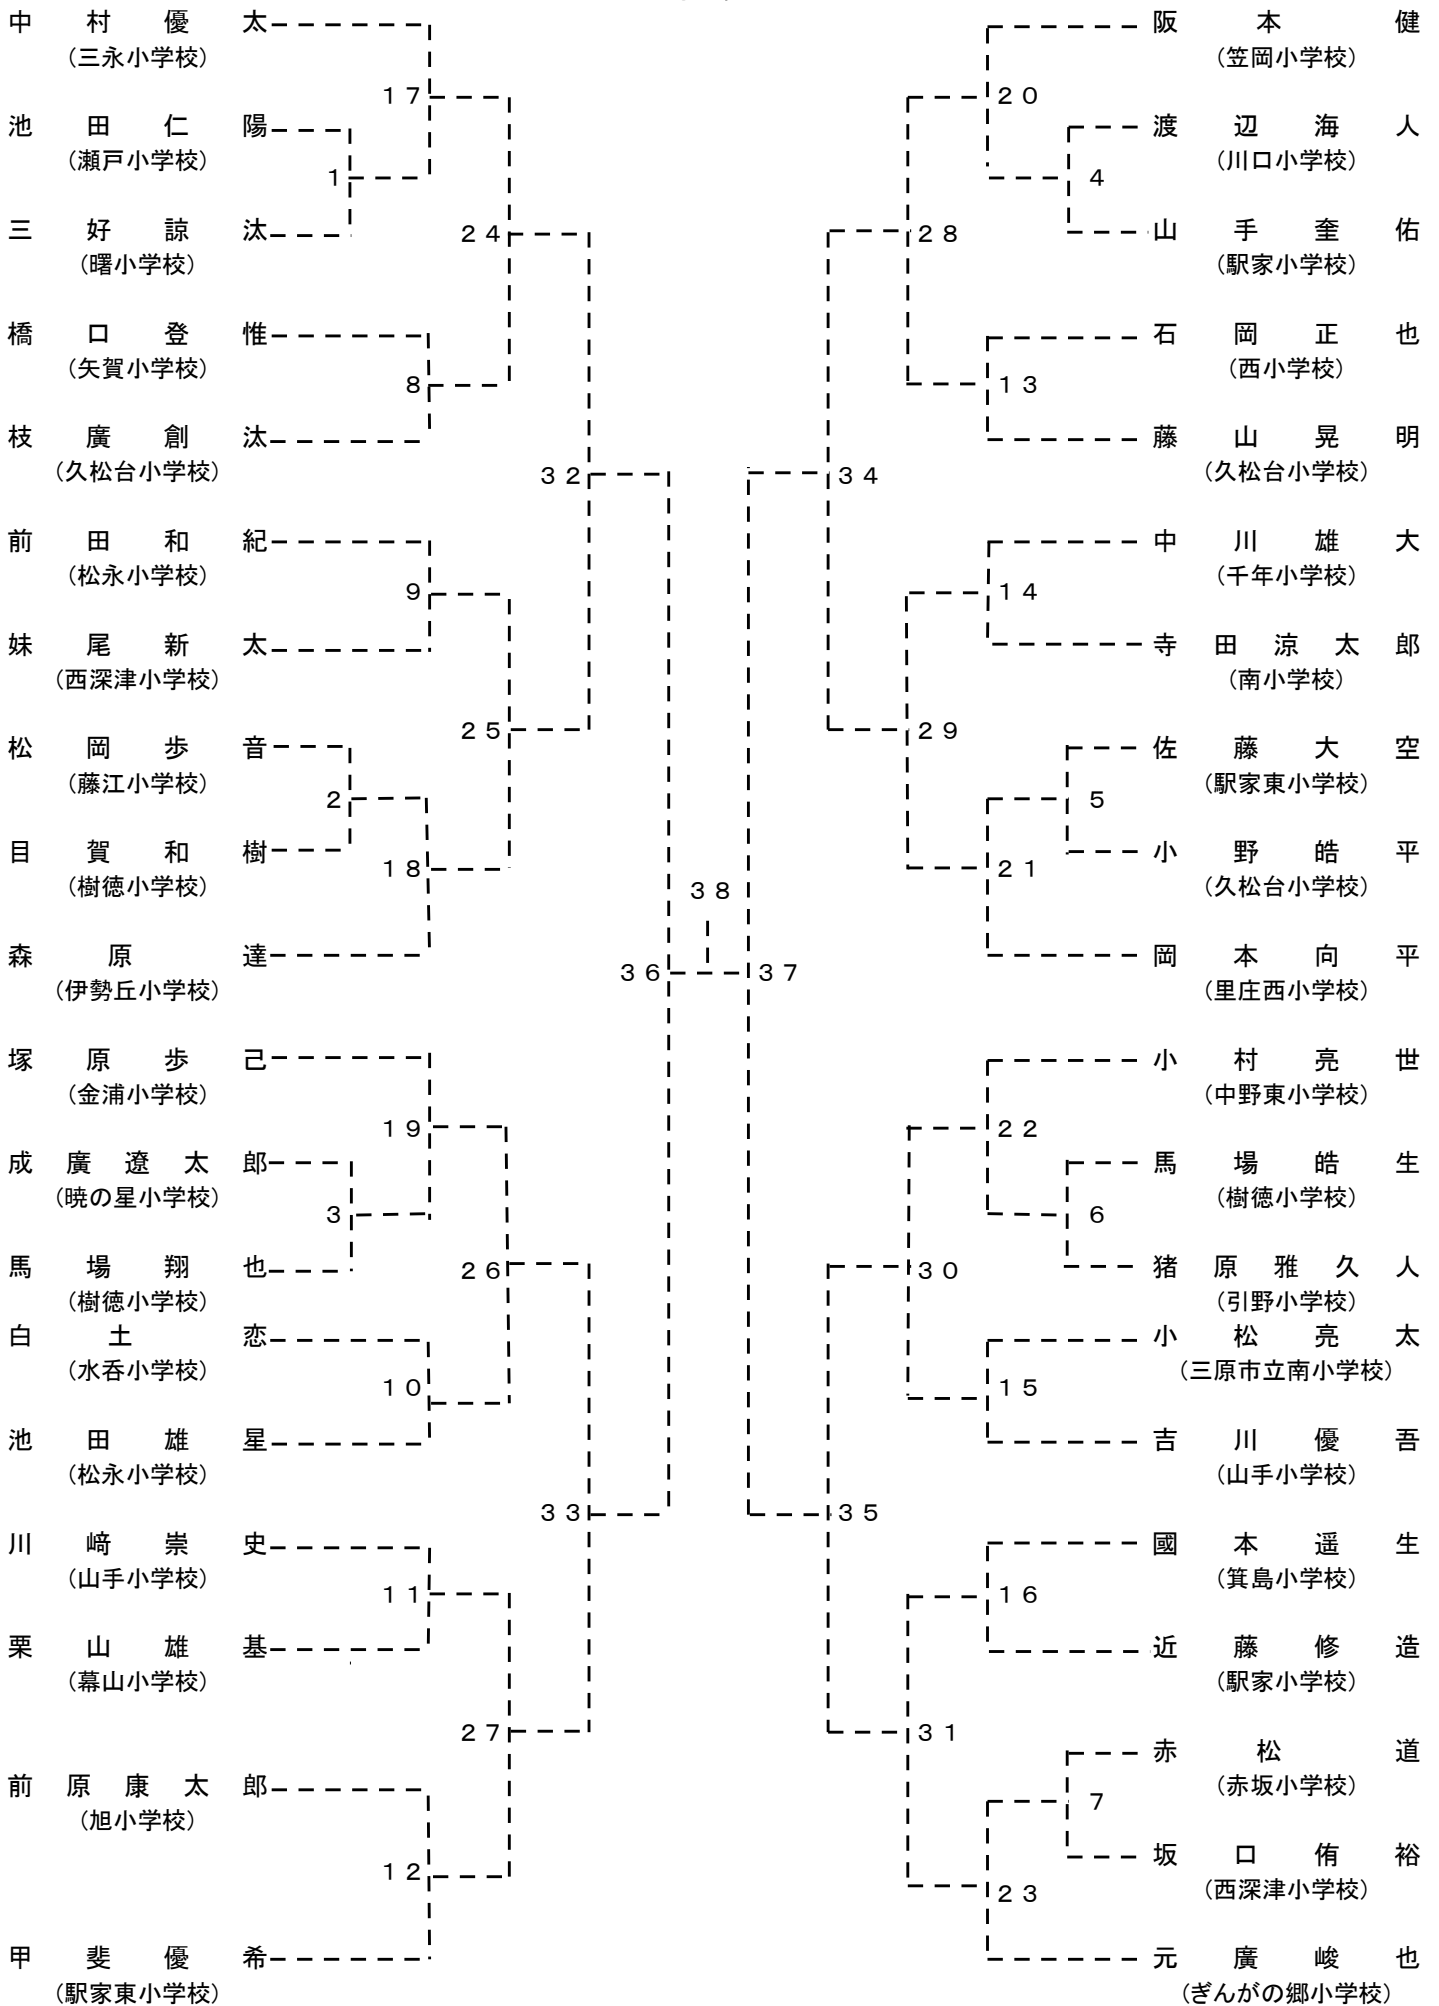 中村優太
（三永小学校）
17
池田仁陽
（瀬戸小学校）
1
三好諒汰
（曙小学校）
24
橋口登惟
（矢賀小学校）
8
枝廣創汰
（久松台小学校）
32
前田和紀
（松永小学校）
9
妹尾新太
（西深津小学校）
25
松岡歩音
（藤江小学校）
2
目賀和樹
（樹徳小学校）
18
森原達
（伊勢丘小学校）
36
塚原歩己
（金浦小学校）
19
成廣遼太郎
（暁の星小学校）
3
馬場翔也
（樹徳小学校）
26
白土恋
（水呑小学校）
10
池田雄星
（松永小学校）
33
川﨑崇史
（山手小学校）
11
栗山雄基
（幕山小学校）
27
前原康太郎
（旭小学校）
12
甲斐優希
（駅家東小学校）
38
阪本健
（笠岡小学校）
20
渡辺海人
（川口小学校）
4
山手奎佑
（駅家小学校）
28
石岡正也
（西小学校）
13
藤山晃明
（久松台小学校）
34
中川雄大
（千年小学校）
14
寺田涼太郎
（南小学校）
29
佐藤大空
（駅家東小学校）
5
小野皓平
（久松台小学校）
21
岡本向平
（里庄西小学校）
37
小村亮世
（中野東小学校）
22
馬場皓生
（樹徳小学校）
6
猪原雅久人
（引野小学校）
30
小松亮太
（三原市立南小学校）
15
吉川優吾
（山手小学校）
35
國本遥生
（箕島小学校）
16
近藤修造
（駅家小学校）
31
赤松道
（赤坂小学校）
7
坂口侑裕
（西深津小学校）
23
元廣峻也
（ぎんがの郷小学校）